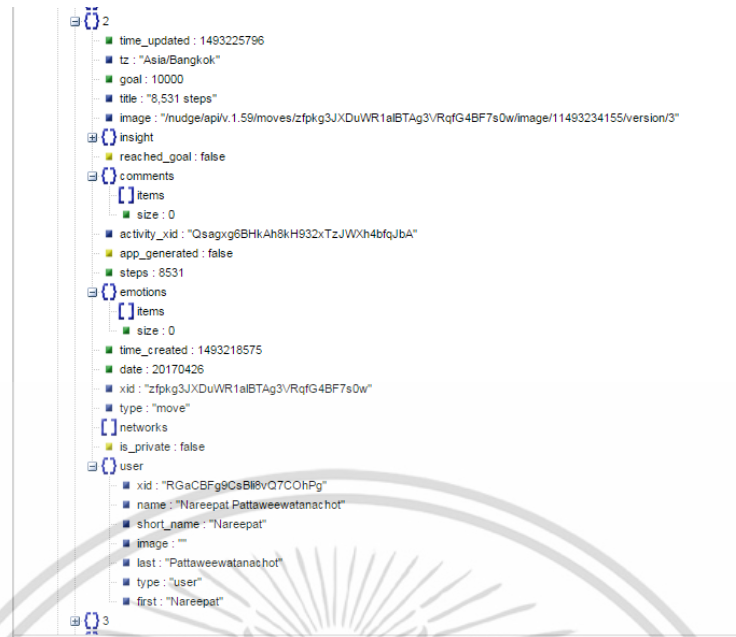 2
time_updated : 1493225796
tz : "Asia/Bangkok"
goal : 10000
title : "8,531 steps"
image : "/nudge/api/v.1.59/moves/zfpkg3JXDuWR1alBTAg3VRqfG4BF7s0w/image/11493234155/version/3"
insight
reached_goal : false
comments
items
size : 0
activity_xid : "Qsagxg6BHkAh8kH932xTzJWXh4bfqJbA"
app_generated : false
steps : 8531
emotions
items
size : 0
time_created : 1493218575
date : 20170426
xid : "zfpkg3JXDuWR1alBTAg3VRqfG4BF7s0w"
type : "move"
networks
is_private : false
user
xid : "RGaCBFg9CsBli8vQ7COhPg"
name : "Nareepat Pattaweewatanachot"
short_name : "Nareepat"
image : ""
last : "Pattaweewatanachot"
type : "user"
first : "Nareepat"
3